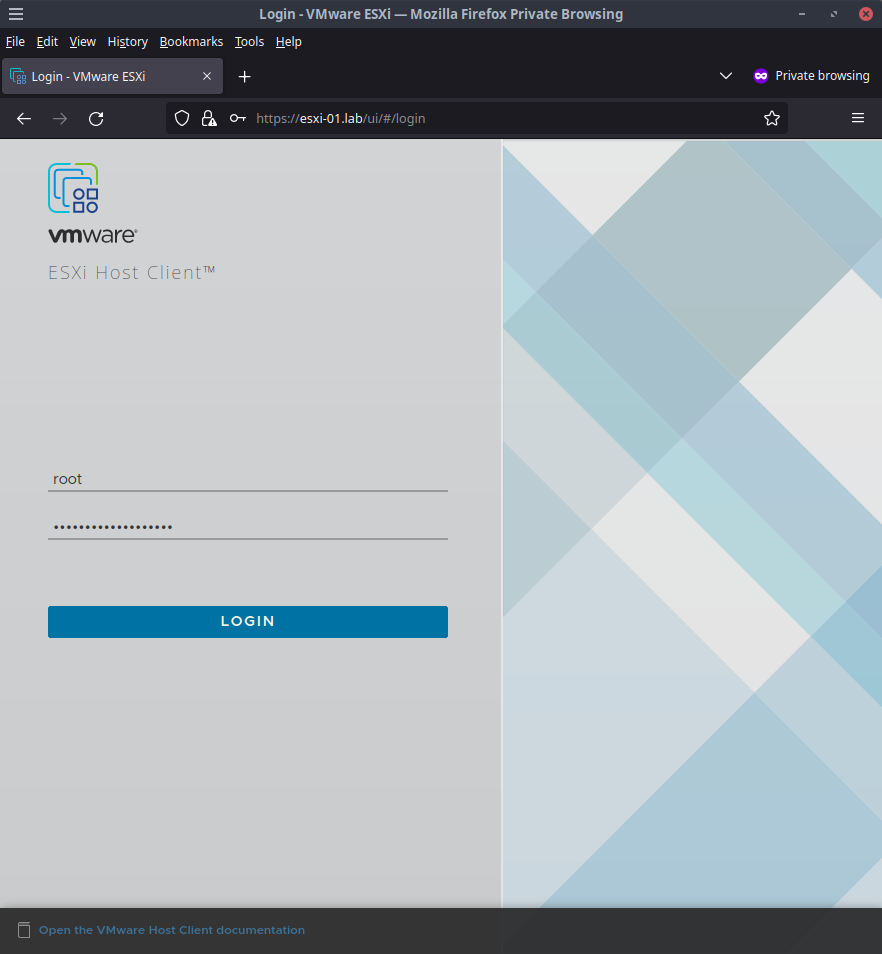 Login - VMware ESXi — Mozilla Firefox Private Browsing
File Edit View History Bookmarks Tools Help
Login - VMware ESXi
Private browsing
https://esxi-01.lab/ui/#/login
vmware®
ESXi Host Client™
root
•••••••••••••••••••
LOGIN
Open the VMware Host Client documentation